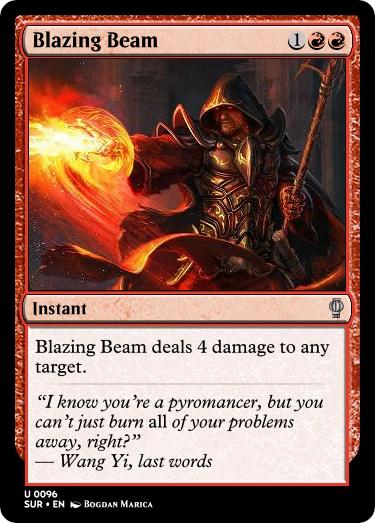 Blazing Beam 1
Instant
Blazing Beam deals 4 damage to any
target.
“I know you're a pyromancer, but you
can't just burn all of your problems
away, right?”
— Wang Yi, last words
U 0096
SUR • EN Bogdan Marica